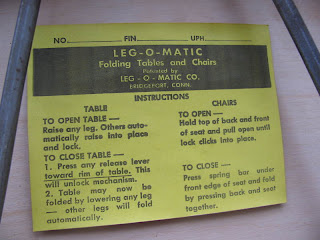 NO. FIN. UPH.
LEG-O-MATIC
Folding Tables and Chairs
Patented by
LEG-O-MATIC CO.
BRIDGEPORT, CONN.
INSTRUCTIONS
TABLE
TO OPEN TABLE —
Raise any leg. Others auto-
matically raise into place
and lock.
TO CLOSE TABLE —
1. Press any release lever
toward rim of table. This
will unlock mechanism.
2. Table may now be
folded by lowering any leg
— other legs will fold
automatically.
CHAIRS
TO OPEN —
Hold top of back and front
of seat and pull open until
lock clicks into place.
TO CLOSE —
Press spring bar under
front edge of seat and fold
by pressing back and seat
together.